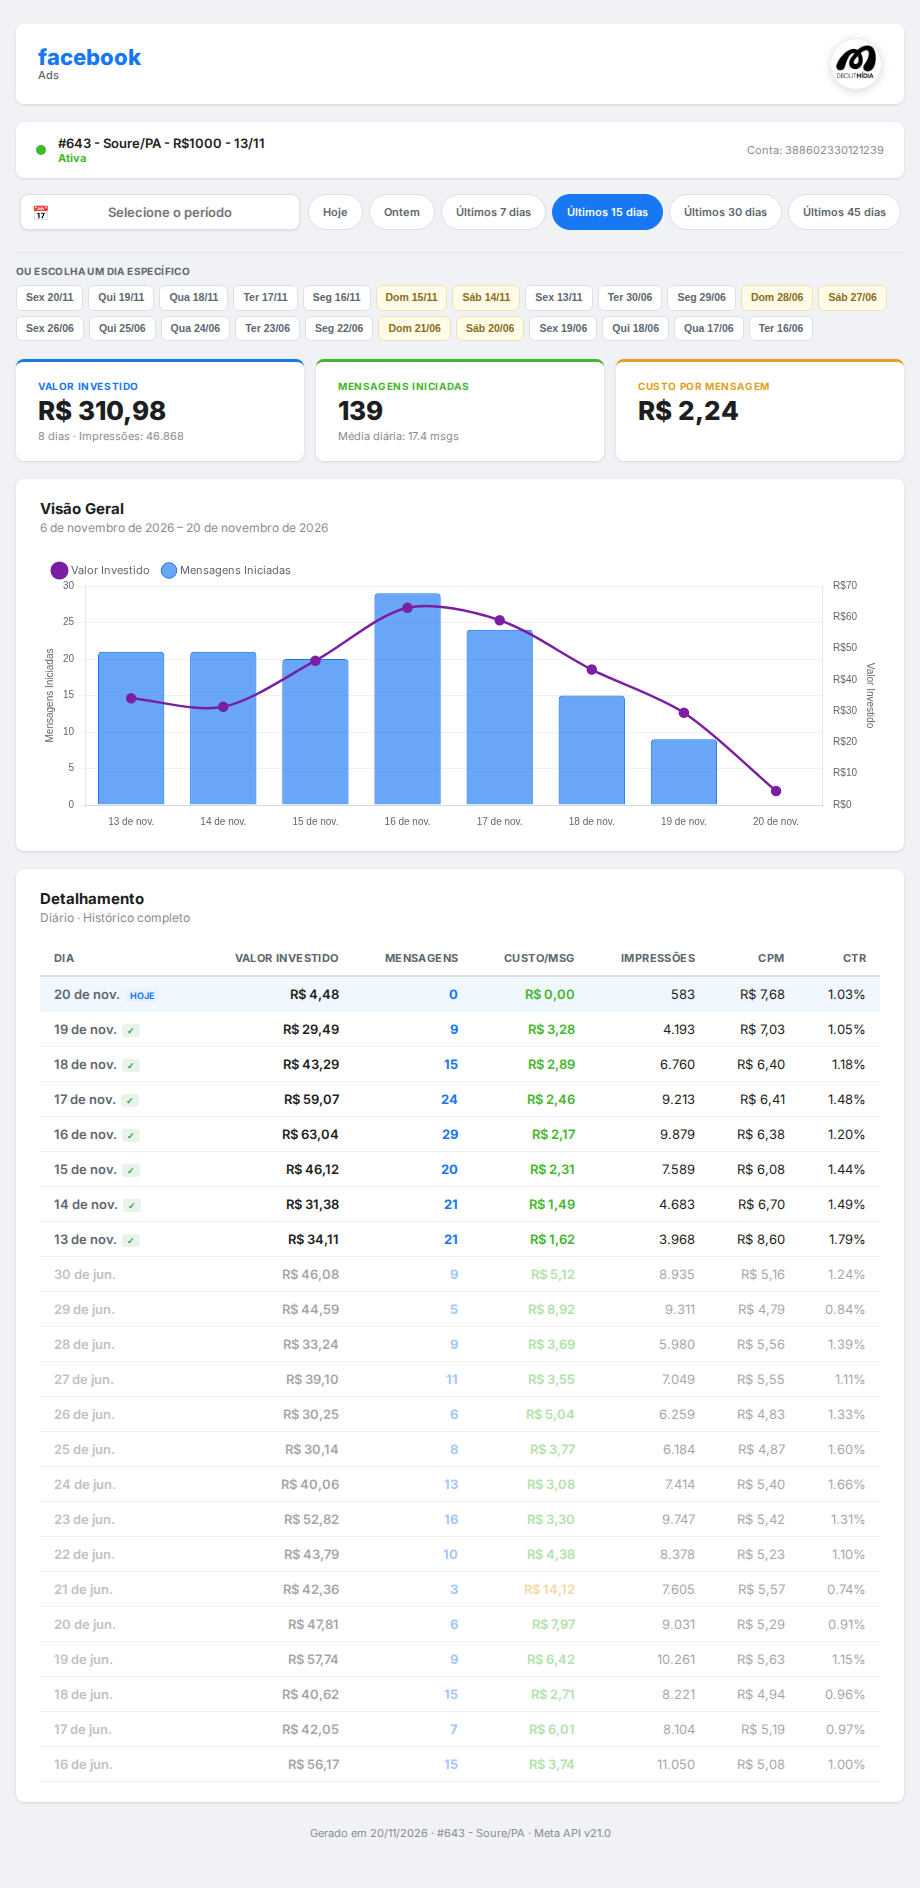 facebook
Ads
DBOUTMÍDIA
#643 - Soure/PA - R$1000 - 13/11
Ativa
Conta: 388602330121239
📅 Selecione o período
Hoje
Ontem
Últimos 7 dias
Últimos 15 dias
Últimos 30 dias
Últimos 45 dias
OU ESCOLHA UM DIA ESPECÍFICO
Sex 20/11 Qui 19/11 Qua 18/11 Ter 17/11 Seg 16/11 Dom 15/11 Sáb 14/11 Sex 13/11 Ter 30/06 Seg 29/06 Dom 28/06 Sáb 27/06
Sex 26/06 Qui 25/06 Qua 24/06 Ter 23/06 Seg 22/06 Dom 21/06 Sáb 20/06 Sex 19/06 Qui 18/06 Qua 17/06 Ter 16/06
VALOR INVESTIDO
R$ 310,98
8 dias · Impressões: 46.868
MENSAGENS INICIADAS
139
Média diária: 17.4 msgs
CUSTO POR MENSAGEM
R$ 2,24
Visão Geral
6 de novembro de 2026 – 20 de novembro de 2026
Valor Investido Mensagens Iniciadas
Mensagens Iniciadas
30
25
20
15
10
5
0
R$70
R$60
R$50
R$40
R$30
R$20
R$10
R$0
Valor Investido
13 de nov. 14 de nov. 15 de nov. 16 de nov. 17 de nov. 18 de nov. 19 de nov. 20 de nov.
Detalhamento
Diário · Histórico completo
DIA VALOR INVESTIDO MENSAGENS CUSTO/MSG IMPRESSÕES CPM CTR
20 de nov. HOJE R$ 4,48 0 R$ 0,00 583 R$ 7,68 1.03%
19 de nov. ✓ R$ 29,49 9 R$ 3,28 4.193 R$ 7,03 1.05%
18 de nov. ✓ R$ 43,29 15 R$ 2,89 6.760 R$ 6,40 1.18%
17 de nov. ✓ R$ 59,07 24 R$ 2,46 9.213 R$ 6,41 1.48%
16 de nov. ✓ R$ 63,04 29 R$ 2,17 9.879 R$ 6,38 1.20%
15 de nov. ✓ R$ 46,12 20 R$ 2,31 7.589 R$ 6,08 1.44%
14 de nov. ✓ R$ 31,38 21 R$ 1,49 4.683 R$ 6,70 1.49%
13 de nov. ✓ R$ 34,11 21 R$ 1,62 3.968 R$ 8,60 1.79%
30 de jun. R$ 46,08 9 R$ 5,12 8.935 R$ 5,16 1.24%
29 de jun. R$ 44,59 5 R$ 8,92 9.311 R$ 4,79 0.84%
28 de jun. R$ 33,24 9 R$ 3,69 5.980 R$ 5,56 1.39%
27 de jun. R$ 39,10 11 R$ 3,55 7.049 R$ 5,55 1.11%
26 de jun. R$ 30,25 6 R$ 5,04 6.259 R$ 4,83 1.33%
25 de jun. R$ 30,14 8 R$ 3,77 6.184 R$ 4,87 1.60%
24 de jun. R$ 40,06 13 R$ 3,08 7.414 R$ 5,40 1.66%
23 de jun. R$ 52,82 16 R$ 3,30 9.747 R$ 5,42 1.31%
22 de jun. R$ 43,79 10 R$ 4,38 8.378 R$ 5,23 1.10%
21 de jun. R$ 42,36 3 R$ 14,12 7.605 R$ 5,57 0.74%
20 de jun. R$ 47,81 6 R$ 7,97 9.031 R$ 5,29 0.91%
19 de jun. R$ 57,74 9 R$ 6,42 10.261 R$ 5,63 1.15%
18 de jun. R$ 40,62 15 R$ 2,71 8.221 R$ 4,94 0.96%
17 de jun. R$ 42,05 7 R$ 6,01 8.104 R$ 5,19 0.97%
16 de jun. R$ 56,17 15 R$ 3,74 11.050 R$ 5,08 1.00%
Gerado em 20/11/2026 · #643 - Soure/PA · Meta API v21.0